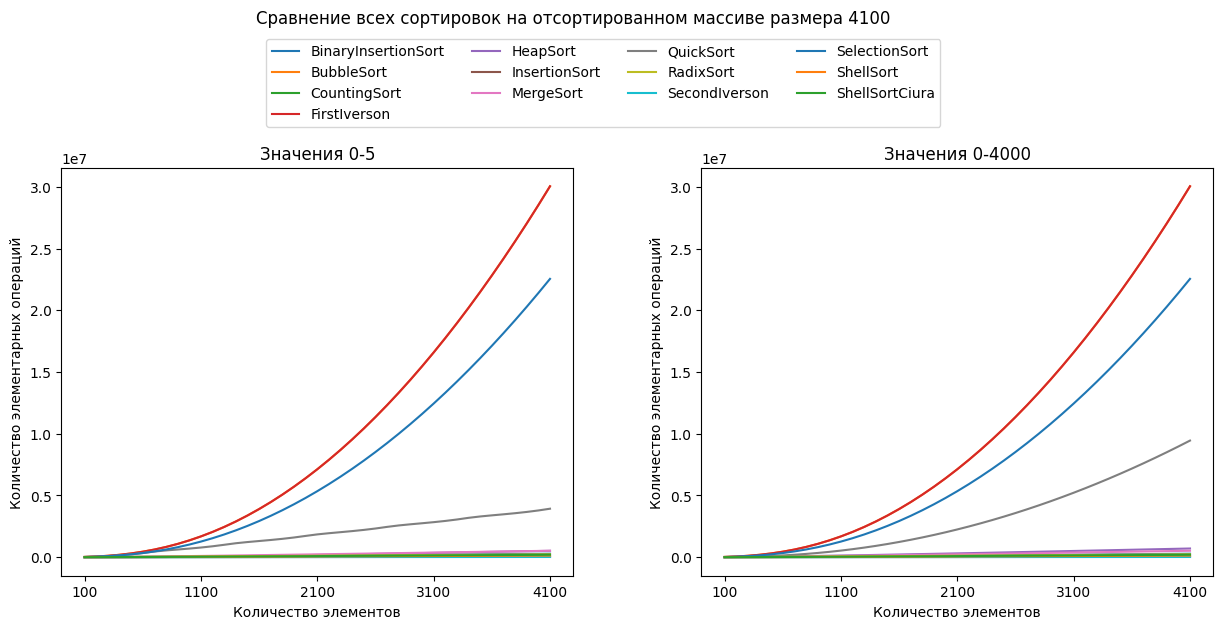 Сравнение всех сортировок на отсортированном массиве размера 4100
BinaryInsertionSort HeapSort QuickSort SelectionSort
BubbleSort InsertionSort RadixSort ShellSort
CountingSort MergeSort SecondIverson ShellSortCiura
FirstIverson
1e7 Значения 0-5
3.0
2.5
2.0
1.5
1.0
0.5
0.0
100 1100 2100 3100 4100
Количество элементов
Количество элементарных операций
1e7 Значения 0-4000
3.0
2.5
2.0
1.5
1.0
0.5
0.0
100 1100 2100 3100 4100
Количество элементов
Количество элементарных операций